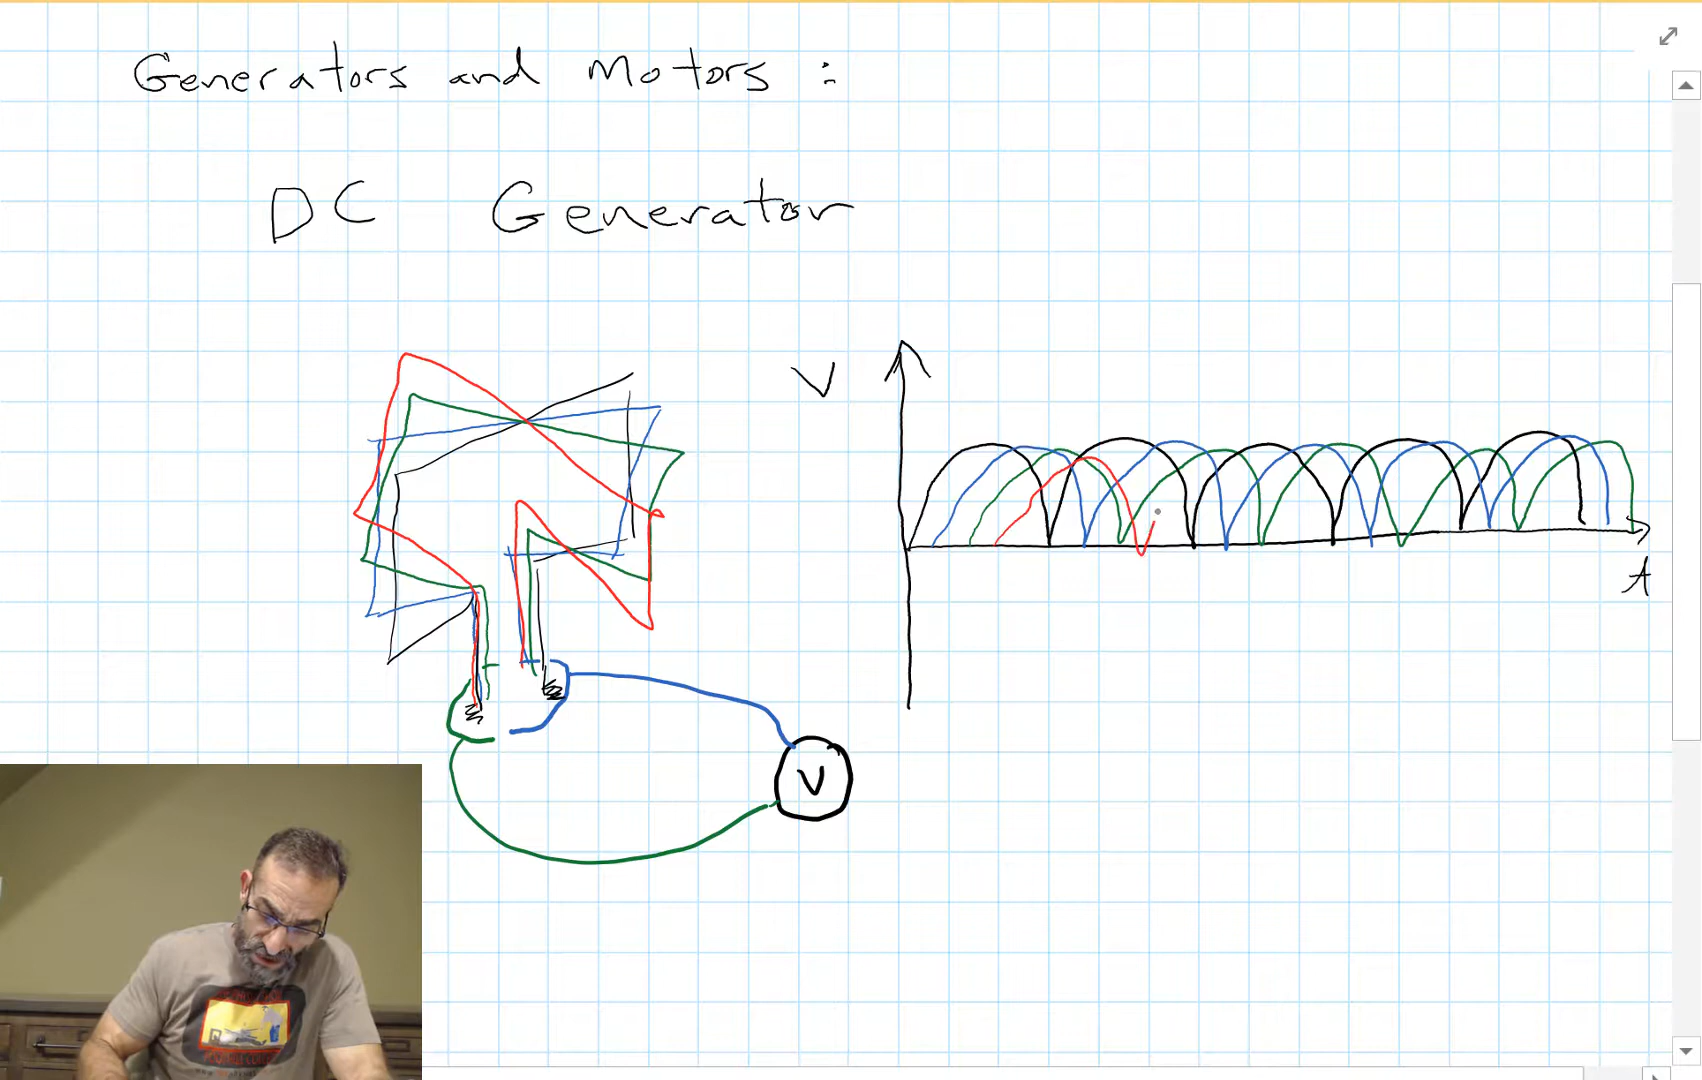 Generators and Motors :
DC Generator
V
t
V